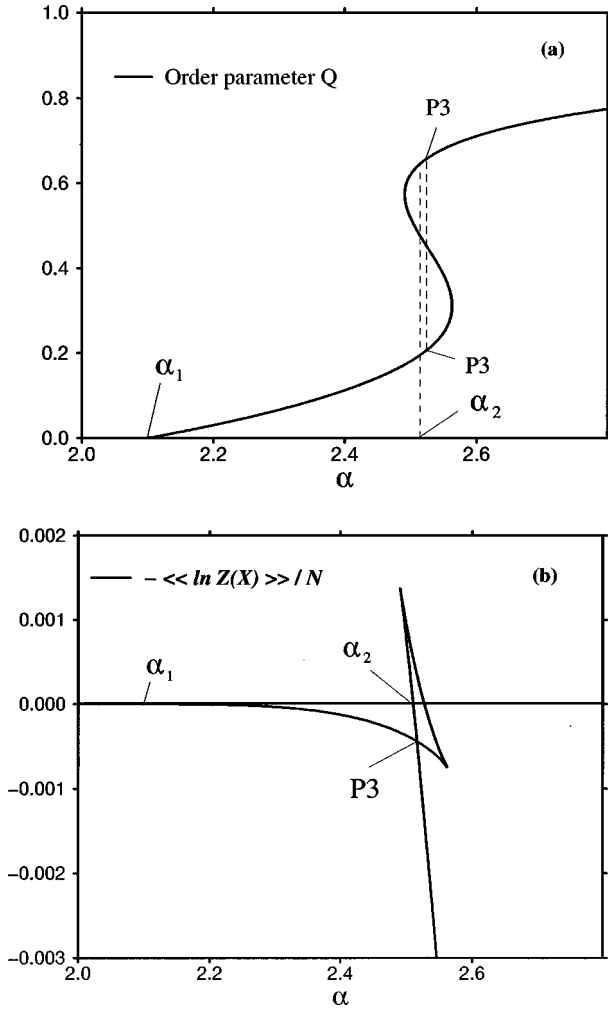 1.0
(a)
Order parameter Q
P3
0.8
0.6
0.4
P3
α₁
0.2
α₂
0.0
2.0 2.2 2.4 2.6
α
0.002
(b)
− << ln Z(X) >> / N
0.001
α₂
α₁
0.000
P3
−0.001
−0.002
−0.003
2.0 2.2 2.4 2.6
α